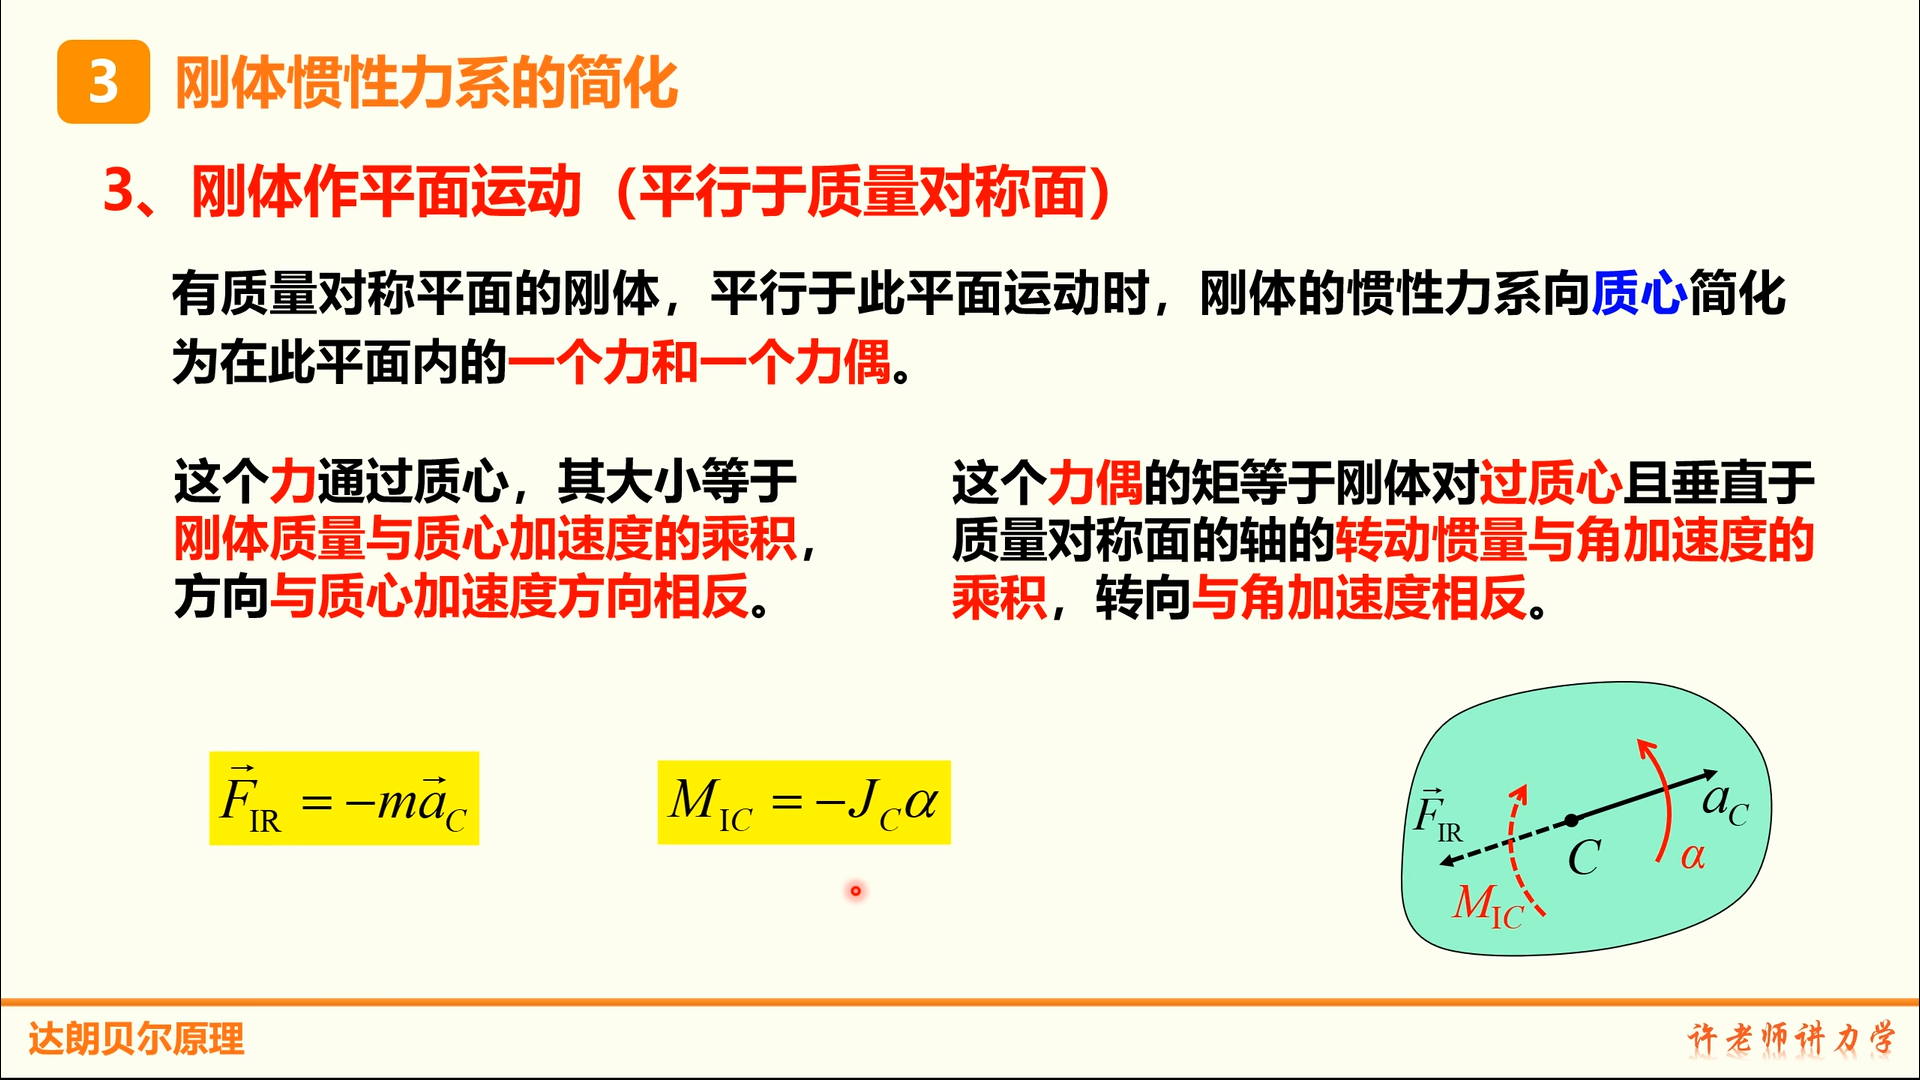 3 刚体惯性力系的简化
3、刚体作平面运动（平行于质量对称面）
有质量对称平面的刚体，平行于此平面运动时，刚体的惯性力系向质心简化
为在此平面内的一个力和一个力偶。
这个力通过质心，其大小等于
刚体质量与质心加速度的乘积，
方向与质心加速度方向相反。
这个力偶的矩等于刚体对过质心且垂直于
质量对称面的轴的转动惯量与角加速度的
乘积，转向与角加速度相反。
$\vec{F}_{\mathrm{IR}} = -m\vec{a}_C$
$M_{\mathrm{I}C} = -J_C\alpha$
$\vec{F}_{\mathrm{IR}}$
$a_C$
C
α
$M_{\mathrm{I}C}$
达朗贝尔原理
许老师讲力学